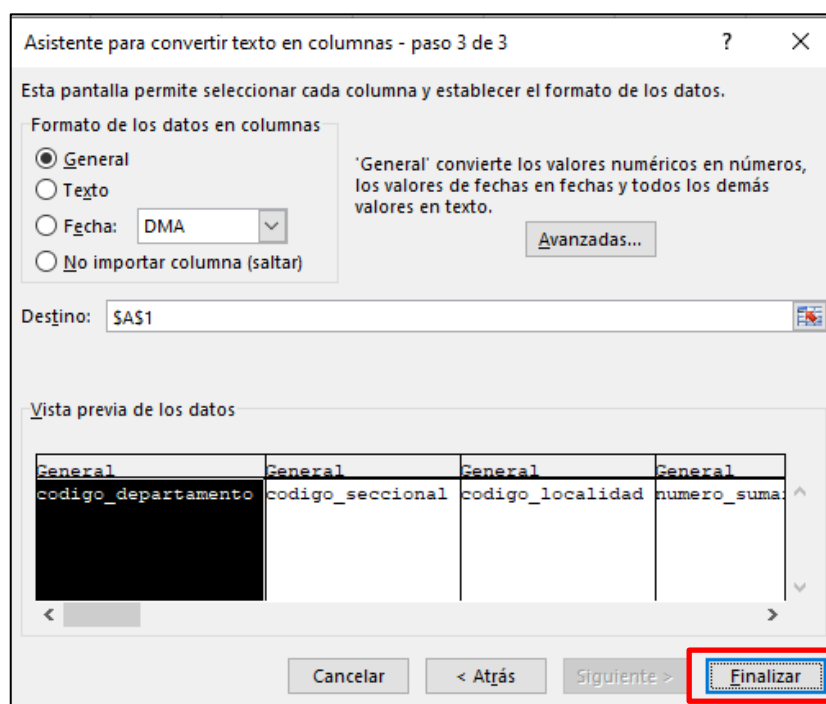 Asistente para convertir texto en columnas - paso 3 de 3 ?
Esta pantalla permite seleccionar cada columna y establecer el formato de los datos.
Formato de los datos en columnas
General
Texto
Fecha: DMA
No importar columna (saltar)
'General' convierte los valores numéricos en números,
los valores de fechas en fechas y todos los demás
valores en texto.
Avanzadas...
Destino: $A$1
Vista previa de los datos
General General General General
codigo_departamento codigo_seccional codigo_localidad numero_suma
Cancelar < Atrás Siguiente > Finalizar